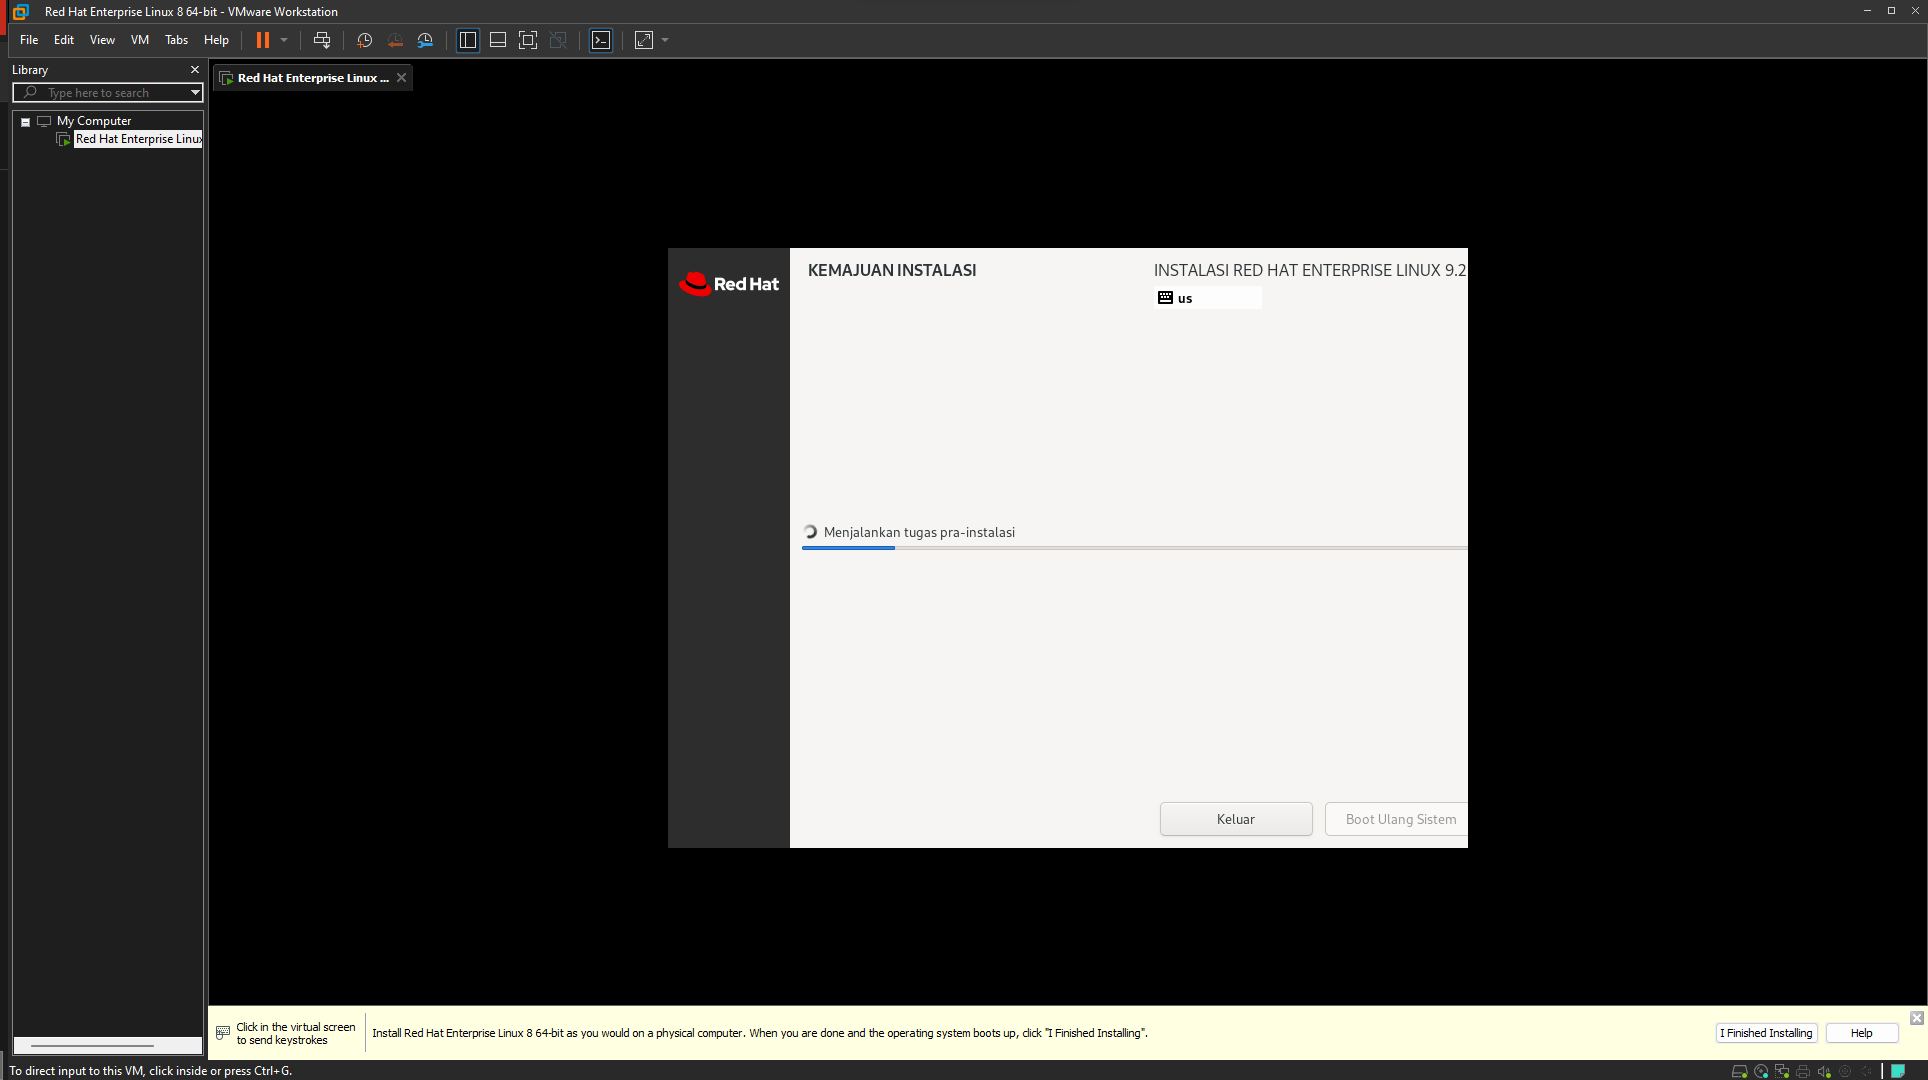 Red Hat Enterprise Linux 8 64-bit - VMware Workstation
File Edit View VM Tabs Help
Library
Type here to search
My Computer
Red Hat Enterprise Linux
Red Hat Enterprise Linux ...
Red Hat
KEMAJUAN INSTALASI
INSTALASI RED HAT ENTERPRISE LINUX 9.2
us
Menjalankan tugas pra-instalasi
Keluar
Boot Ulang Sistem
Click in the virtual screen
to send keystrokes
Install Red Hat Enterprise Linux 8 64-bit as you would on a physical computer. When you are done and the operating system boots up, click "I Finished Installing".
I Finished Installing
Help
To direct input to this VM, click inside or press Ctrl+G.